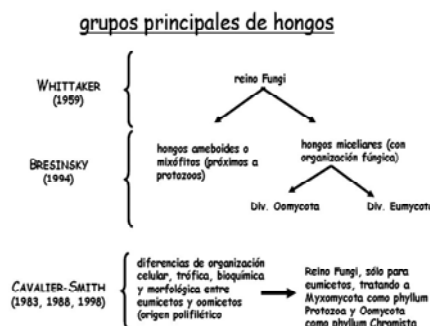 grupos principales de hongos
WHITTAKER
(1959)
reino Fungi
BRESINSKY
(1994)
hongos ameboides o
mixófitos (próximos a
protozoos)
hongos miceliares (con
organización fúngica)
Div. Oomycota
Div. Eumycota
CAVALIER-SMITH
(1983, 1988, 1998)
diferencias de organización
celular, trófica, bioquímica
y morfológica entre
eumicetos y oomicetos
(origen polifilético
Reino Fungi, sólo para
eumicetos, tratando a
Myxomycota como phyllum
Protozoa y Oomycota
como phyllum Chromista